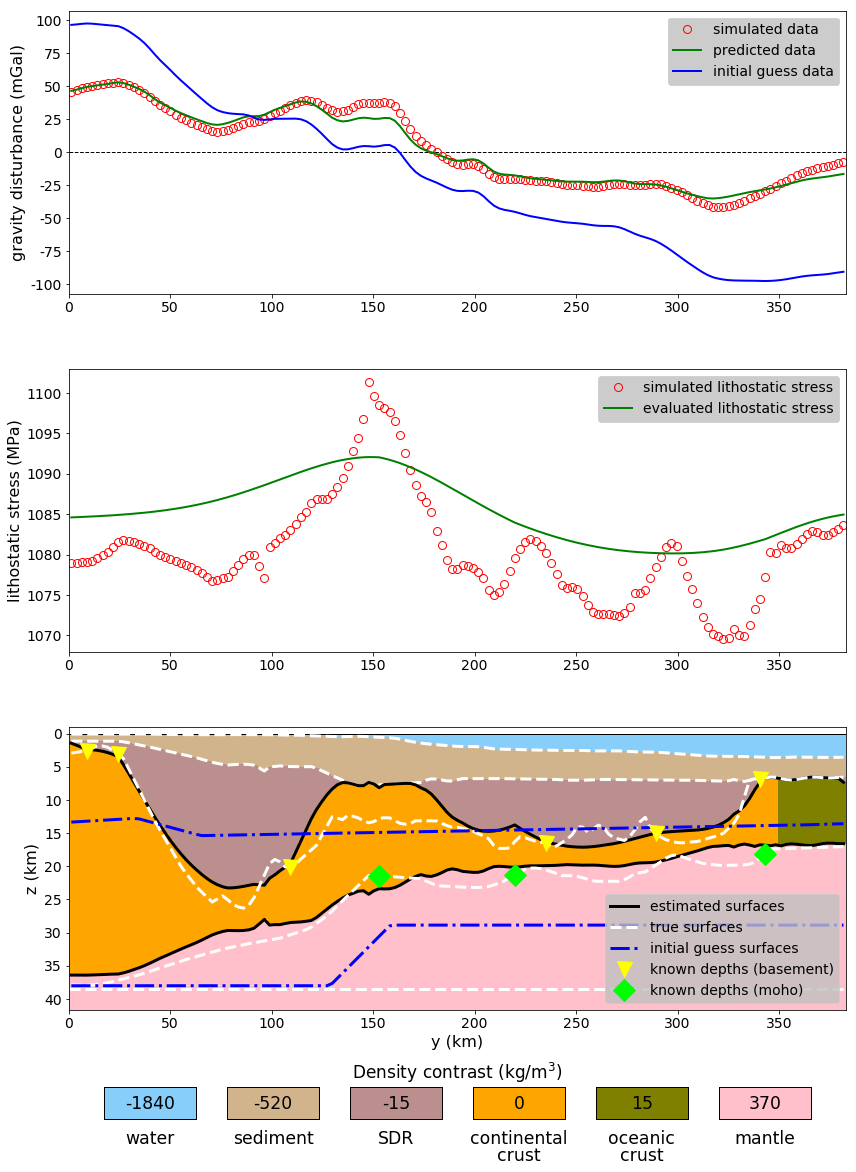 100
75
50
25
0
-25
-50
-75
-100
gravity disturbance (mGal)
simulated data
predicted data
initial guess data
0 50 100 150 200 250 300 350
1100
1095
1090
1085
1080
1075
1070
lithostatic stress (MPa)
simulated lithostatic stress
evaluated lithostatic stress
0 50 100 150 200 250 300 350
0
5
10
15
20
25
30
35
40
z (km)
estimated surfaces
true surfaces
initial guess surfaces
known depths (basement)
known depths (moho)
0 50 100 150 200 250 300 350
y (km)
Density contrast (kg/m³)
-1840 -520 -15 0 15 370
water sediment SDR continental oceanic mantle
crust crust